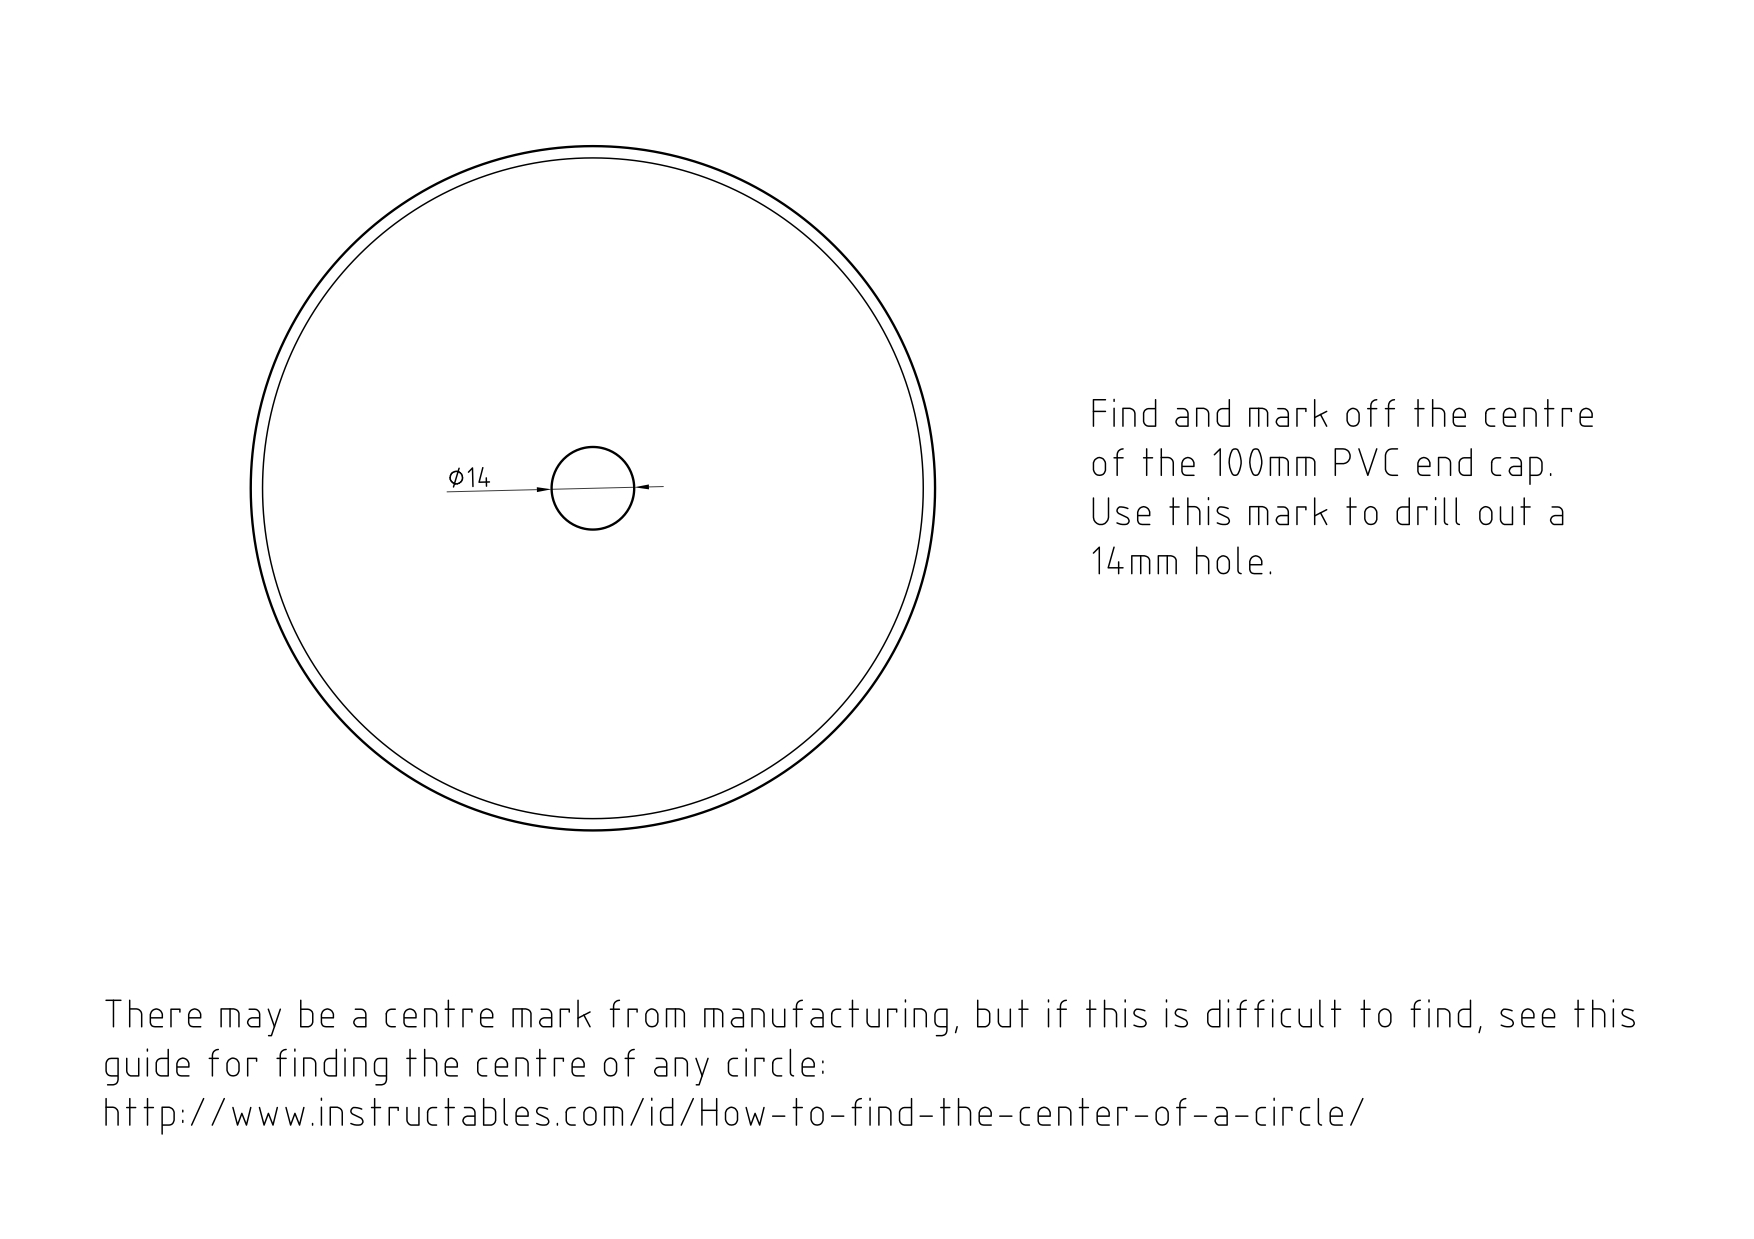 Find and mark off the centre
of the 100mm PVC end cap.
Use this mark to drill out a
14mm hole.
⌀14
There may be a centre mark from manufacturing, but if this is difficult to find, see this
guide for finding the centre of any circle:
http://www.instructables.com/id/How-to-find-the-center-of-a-circle/